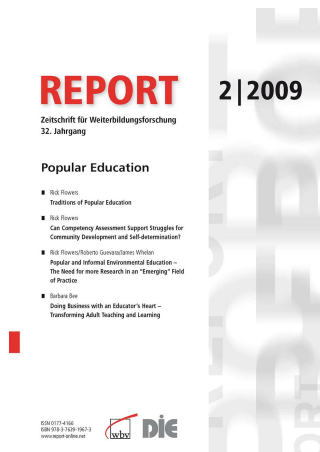 REPORT 2|2009
Zeitschrift für Weiterbildungsforschung
32. Jahrgang
Popular Education
Rick Flowers
Traditions of Popular Education
Rick Flowers
Can Competency Assessment Support Struggles for
Community Development and Self-determination?
Rick Flowers/Roberto Guevara/James Whelan
Popular and Informal Environmental Education –
The Need for more Research in an “Emerging” Field
of Practice
Barbara Bee
Doing Business with an Educator’s Heart –
Transforming Adult Teaching and Learning
ISSN 0177-4166
ISBN 978-3-7639-1967-3
www.report-online.net
wbv
DIE